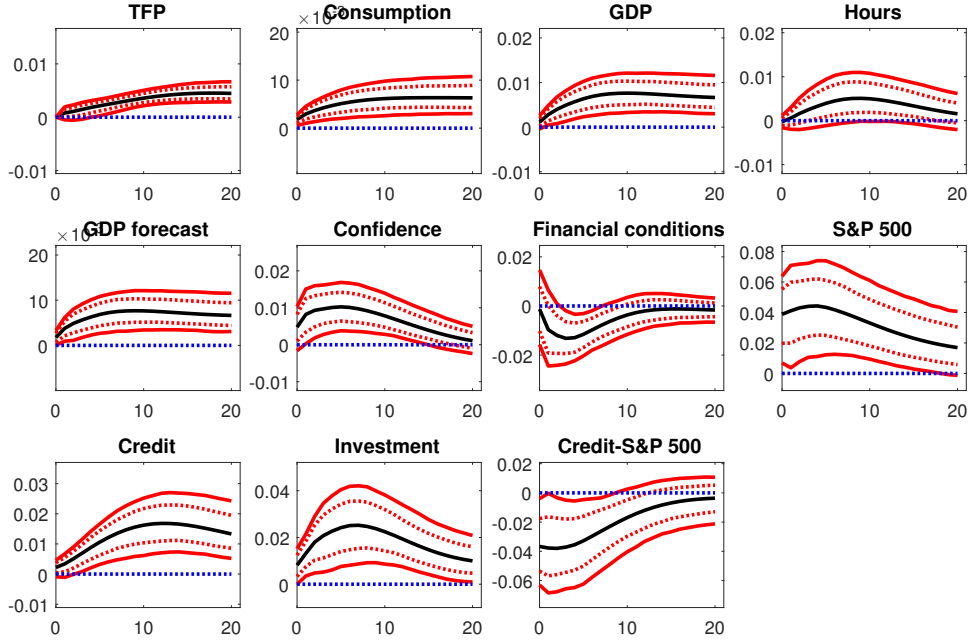 TFP
0.01
0
-0.01
0 10 20
Consumption
20
10
0
0 10 20
GDP
0.02
0.01
0
-0.01
0 10 20
Hours
0.02
0.01
0
-0.01
0 10 20
GDP forecast
20
10
0
0 10 20
Confidence
0.02
0.01
0
-0.01
0 10 20
Financial conditions
0.02
0
-0.02
0 10 20
S&P 500
0.08
0.06
0.04
0.02
0
0 10 20
Credit
0.03
0.02
0.01
0
-0.01
0 10 20
Investment
0.04
0.02
0
0 10 20
Credit-S&P 500
0.02
0
-0.02
-0.04
-0.06
0 10 20